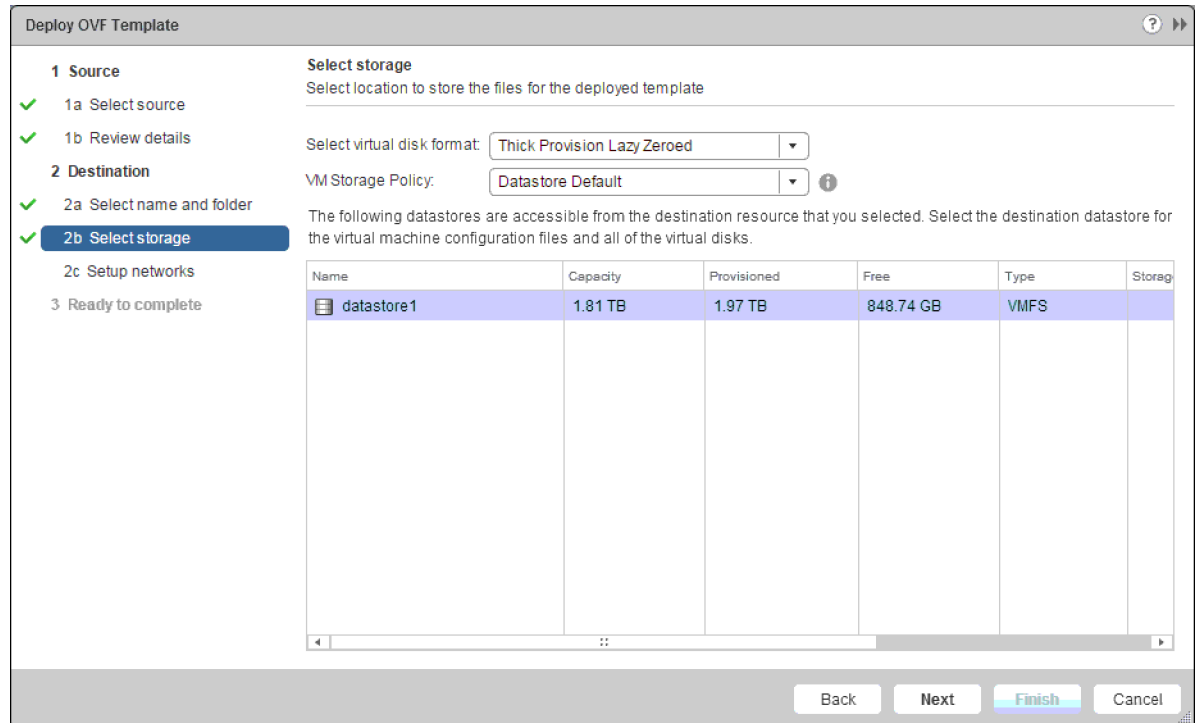 Deploy OVF Template
1 Source
1a Select source
1b Review details
2 Destination
2a Select name and folder
2b Select storage
2c Setup networks
3 Ready to complete
Select storage
Select location to store the files for the deployed template
Select virtual disk format: Thick Provision Lazy Zeroed
VM Storage Policy: Datastore Default
The following datastores are accessible from the destination resource that you selected. Select the destination datastore for
the virtual machine configuration files and all of the virtual disks.
Name Capacity Provisioned Free Type Storag
datastore1 1.81 TB 1.97 TB 848.74 GB VMFS
Back Next Finish Cancel